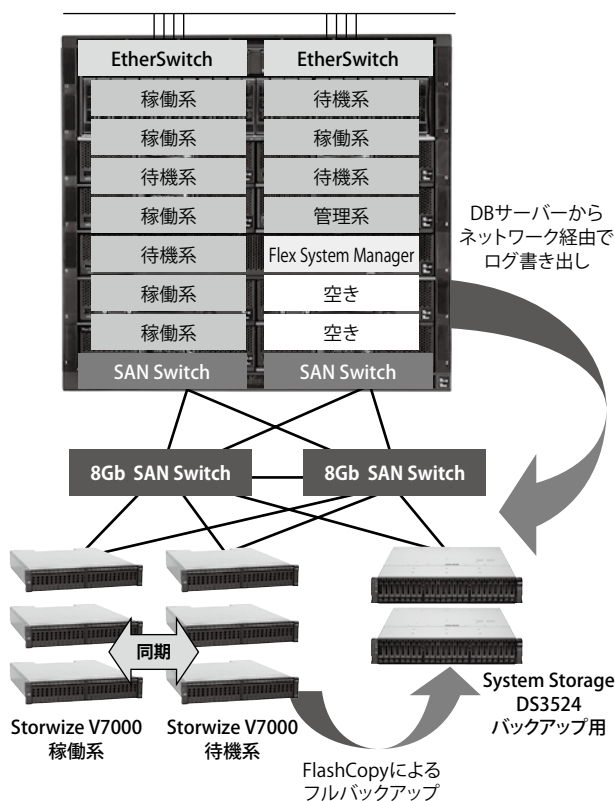 EtherSwitch
EtherSwitch
稼働系
待機系
稼働系
稼働系
待機系
待機系
稼働系
管理系
待機系
Flex System Manager
稼働系
空き
稼働系
空き
SAN Switch
SAN Switch
DBサーバーから
ネットワーク経由で
ログ書き出し
8Gb SAN Switch
8Gb SAN Switch
同期
Storwize V7000
稼働系
Storwize V7000
待機系
System Storage
DS3524
バックアップ用
FlashCopyによる
フルバックアップ